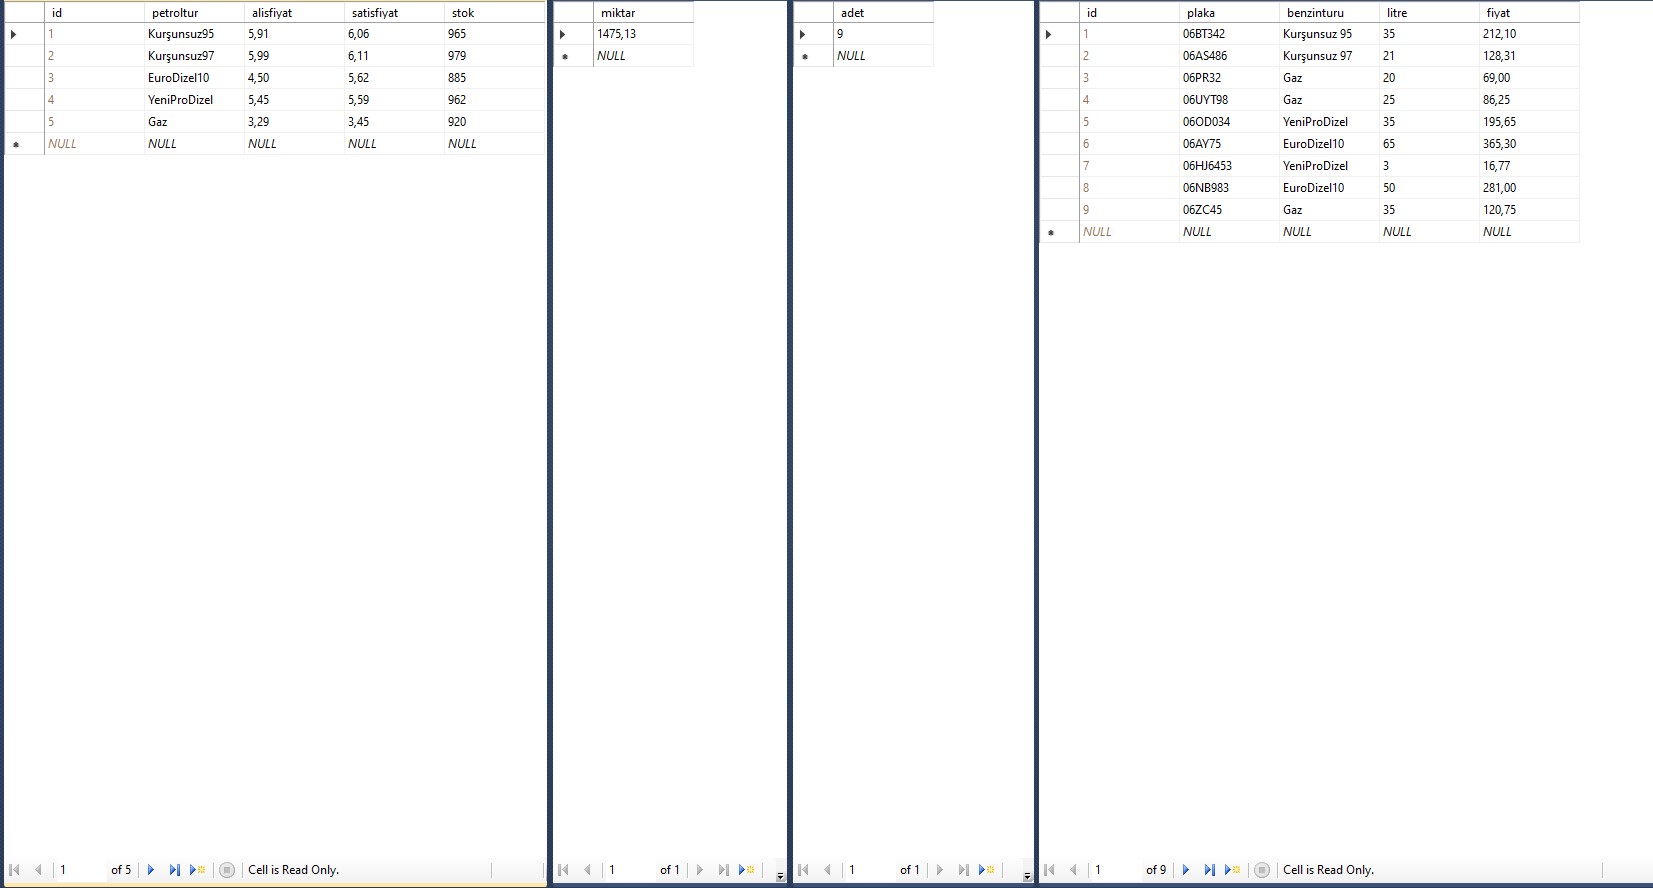 id petroltur alisfiyat satisfiyat stok
1 Kurşunsuz95 5,91 6,06 965
2 Kurşunsuz97 5,99 6,11 979
3 EuroDizel10 4,50 5,62 885
4 YeniProDizel 5,45 5,59 962
5 Gaz 3,29 3,45 920
NULL NULL NULL NULL NULL
1 of 5 Cell is Read Only.
miktar
1475,13
NULL
1 of 1
adet
9
NULL
1 of 1
id plaka benzinturu litre fiyat
1 06BT342 Kurşunsuz 95 35 212,10
2 06AS486 Kurşunsuz 97 21 128,31
3 06PR32 Gaz 20 69,00
4 06UYT98 Gaz 25 86,25
5 06OD034 YeniProDizel 35 195,65
6 06AY75 EuroDizel10 65 365,30
7 06HJ6453 YeniProDizel 3 16,77
8 06NB983 EuroDizel10 50 281,00
9 06ZC45 Gaz 35 120,75
NULL NULL NULL NULL NULL
1 of 9 Cell is Read Only.